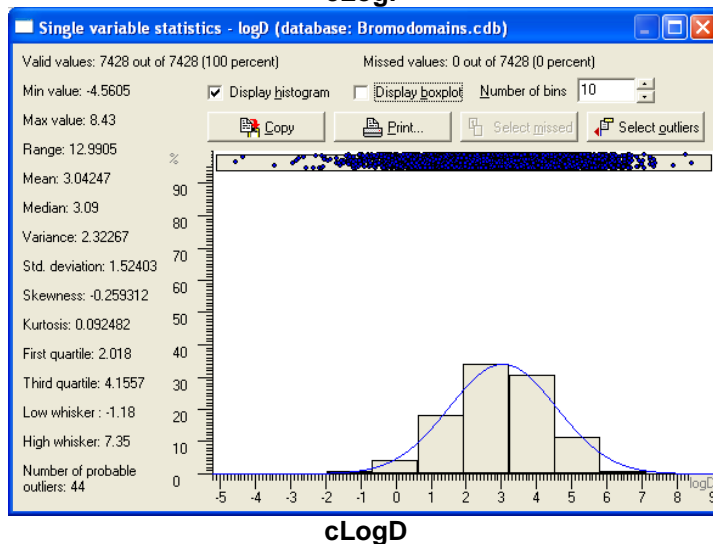 Single variable statistics - logD (database: Bromodomains.cdb)
Valid values: 7428 out of 7428 (100 percent) Missed values: 0 out of 7428 (0 percent)
Min value: -4.5605
Display histogram Display boxplot Number of bins 10
Max value: 8.43
Copy Print... Select missed Select outliers
Range: 12.9905
Mean: 3.04247
Median: 3.09
Variance: 2.32267
Std. deviation: 1.52403
Skewness: -0.259312
Kurtosis: 0.092482
First quartile: 2.018
Third quartile: 4.1557
Low whisker : -1.18
High whisker: 7.35
Number of probable
outliers: 44
%
90
80
70
60
50
40
30
20
10
0
-5 -4 -3 -2 -1 0 1 2 3 4 5 6 7 8 9
logD
cLogD